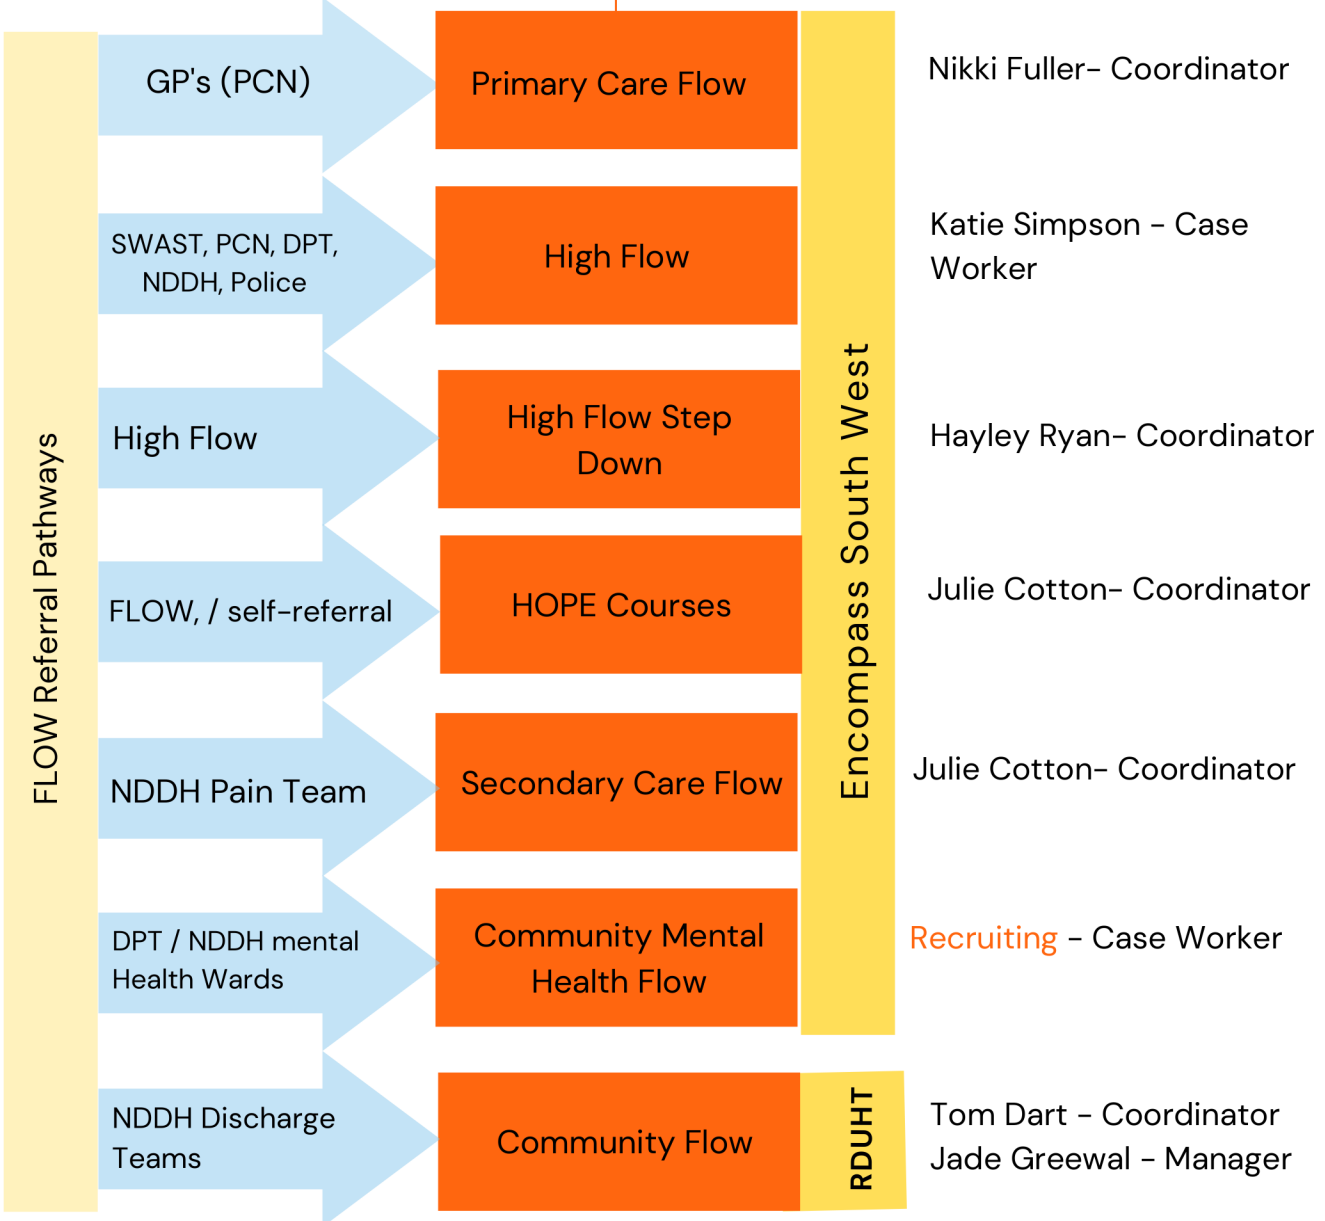 FLOW Referral Pathways
GP's (PCN)
Primary Care Flow
Nikki Fuller- Coordinator
SWAST, PCN, DPT,
NDDH, Police
High Flow
Katie Simpson - Case
Worker
High Flow
High Flow Step
Down
Hayley Ryan- Coordinator
FLOW, / self-referral
HOPE Courses
Julie Cotton- Coordinator
NDDH Pain Team
Secondary Care Flow
Julie Cotton- Coordinator
DPT / NDDH mental
Health Wards
Community Mental
Health Flow
Recruiting - Case Worker
Encompass South West
NDDH Discharge
Teams
Community Flow
RDUHT
Tom Dart - Coordinator
Jade Greewal - Manager